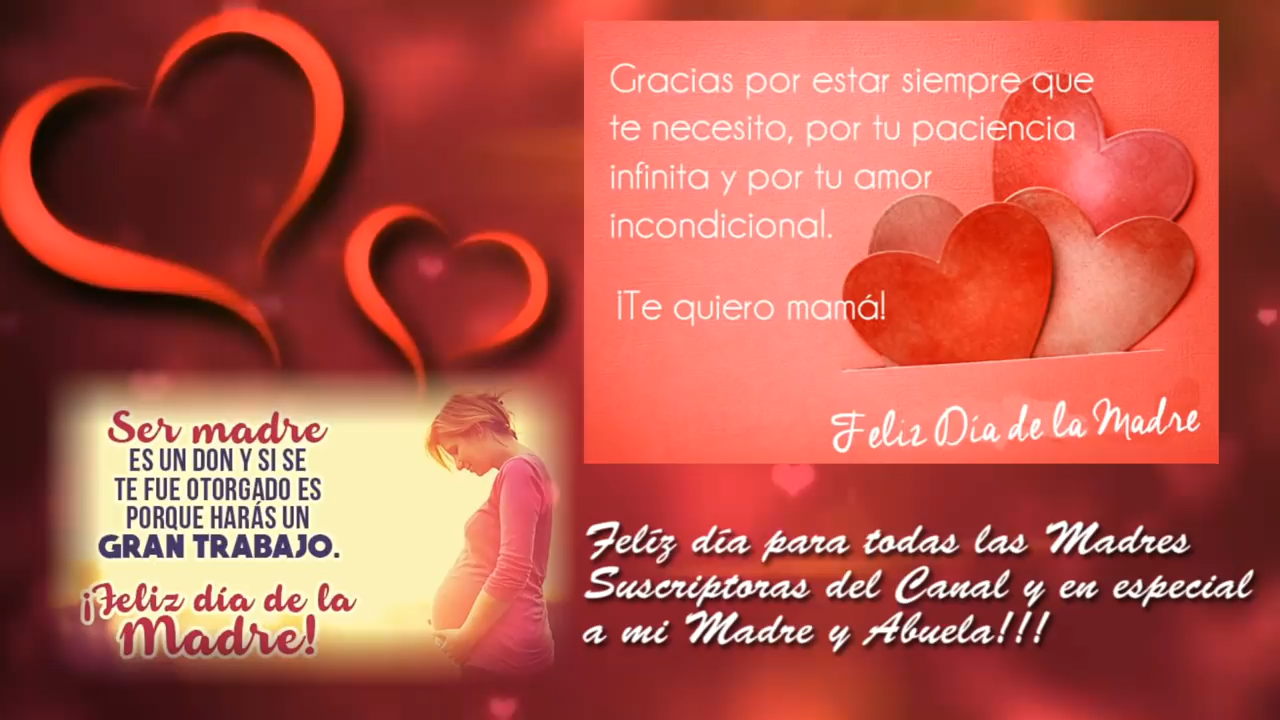 Gracias por estar siempre que
te necesito, por tu paciencia
infinita y por tu amor
incondicional.
¡Te quiero mamá!
Feliz Día de la Madre
Ser madre
ES UN DON Y SI SE
TE FUE OTORGADO ES
PORQUE HARÁS UN
GRAN TRABAJO.
¡Feliz día de la
Madre!
Felíz día para todas las Madres
Suscriptoras del Canal y en especial
a mi Madre y Abuela!!!